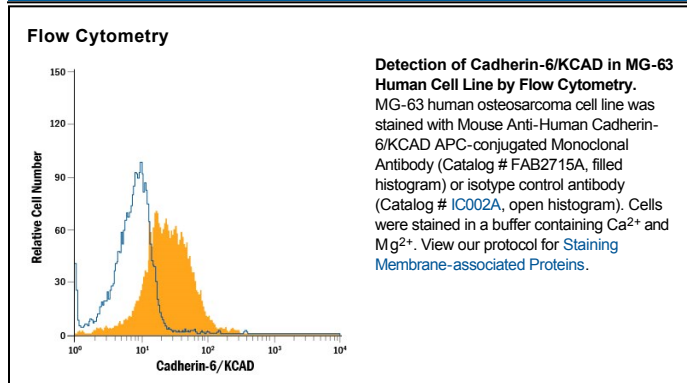 Flow Cytometry
150
120
90
60
30
0
Relative Cell Number
10⁰
10¹
10²
10³
10⁴
Cadherin-6/KCAD
Detection of Cadherin-6/KCAD in MG-63
Human Cell Line by Flow Cytometry.
MG-63 human osteosarcoma cell line was
stained with Mouse Anti-Human Cadherin-
6/KCAD APC-conjugated Monoclonal
Antibody (Catalog # FAB2715A, filled
histogram) or isotype control antibody
(Catalog # IC002A, open histogram). Cells
were stained in a buffer containing Ca²⁺ and
Mg²⁺. View our protocol for Staining
Membrane-associated Proteins.